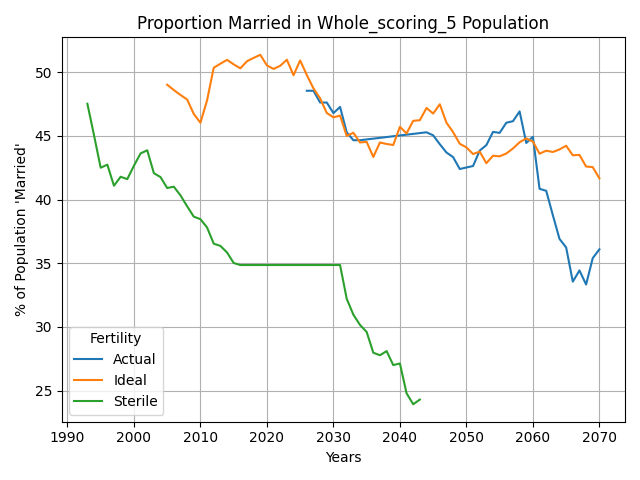 Proportion Married in Whole_scoring_5 Population
% of Population 'Married'
50
45
40
35
30
25
Fertility
Actual
Ideal
Sterile
1990 2000 2010 2020 2030 2040 2050 2060 2070
Years